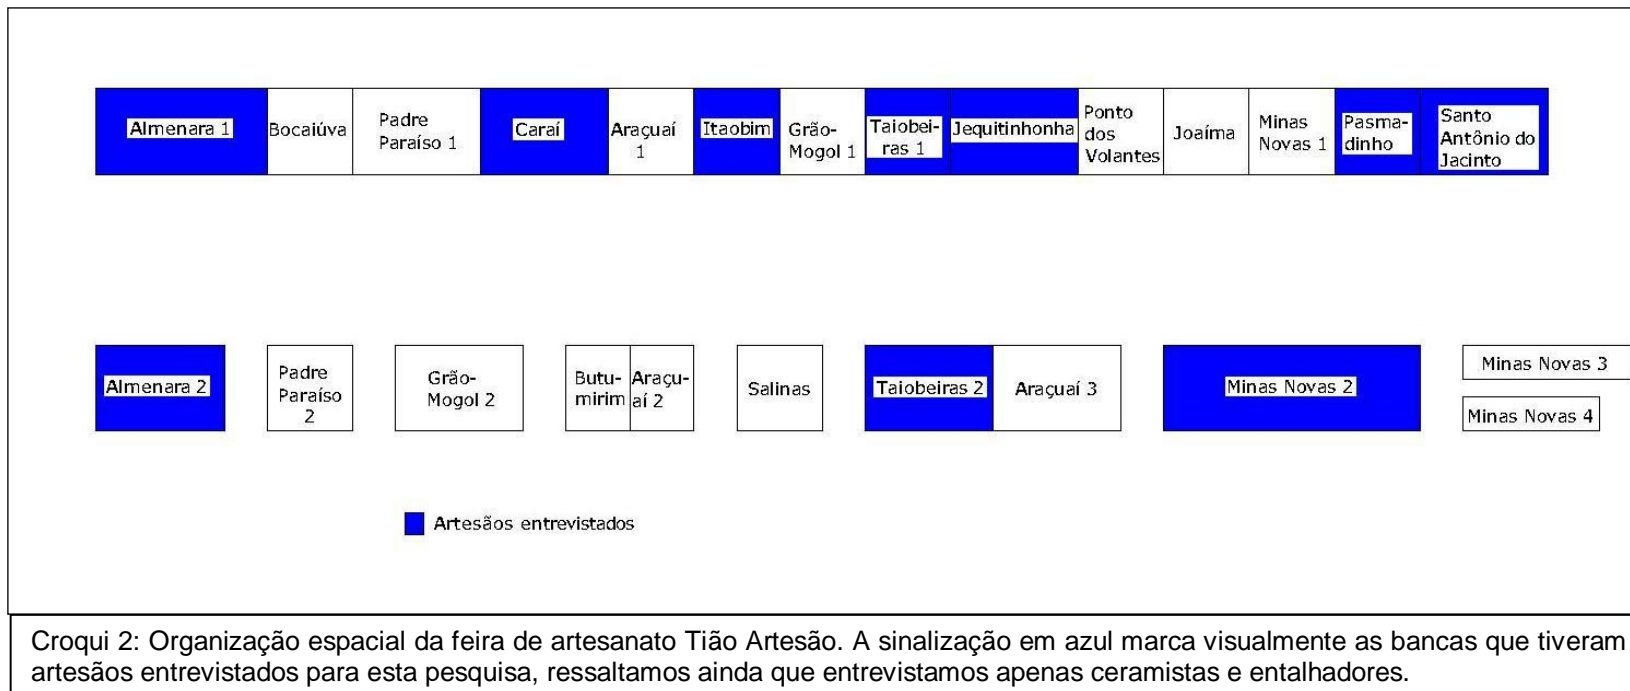 Almenara 1
Bocaiúva
Padre
Paraíso 1
Caraí
Araçuaí
1
Itaobim
Grão-
Mogol 1
Taiobei-
ras 1
Jequitinhonha
Ponto
dos
Volantes
Joaíma
Minas
Novas 1
Pasma-
dinho
Santo
Antônio do
Jacinto
Almenara 2
Padre
Paraíso
2
Grão-
Mogol 2
Butu-
mirim
Araçu-
aí 2
Salinas
Taiobeiras 2
Araçuaí 3
Minas Novas 2
Minas Novas 3
Minas Novas 4
Artesãos entrevistados
Croqui 2: Organização espacial da feira de artesanato Tião Artesão. A sinalização em azul marca visualmente as bancas que tiveram
artesãos entrevistados para esta pesquisa, ressaltamos ainda que entrevistamos apenas ceramistas e entalhadores.